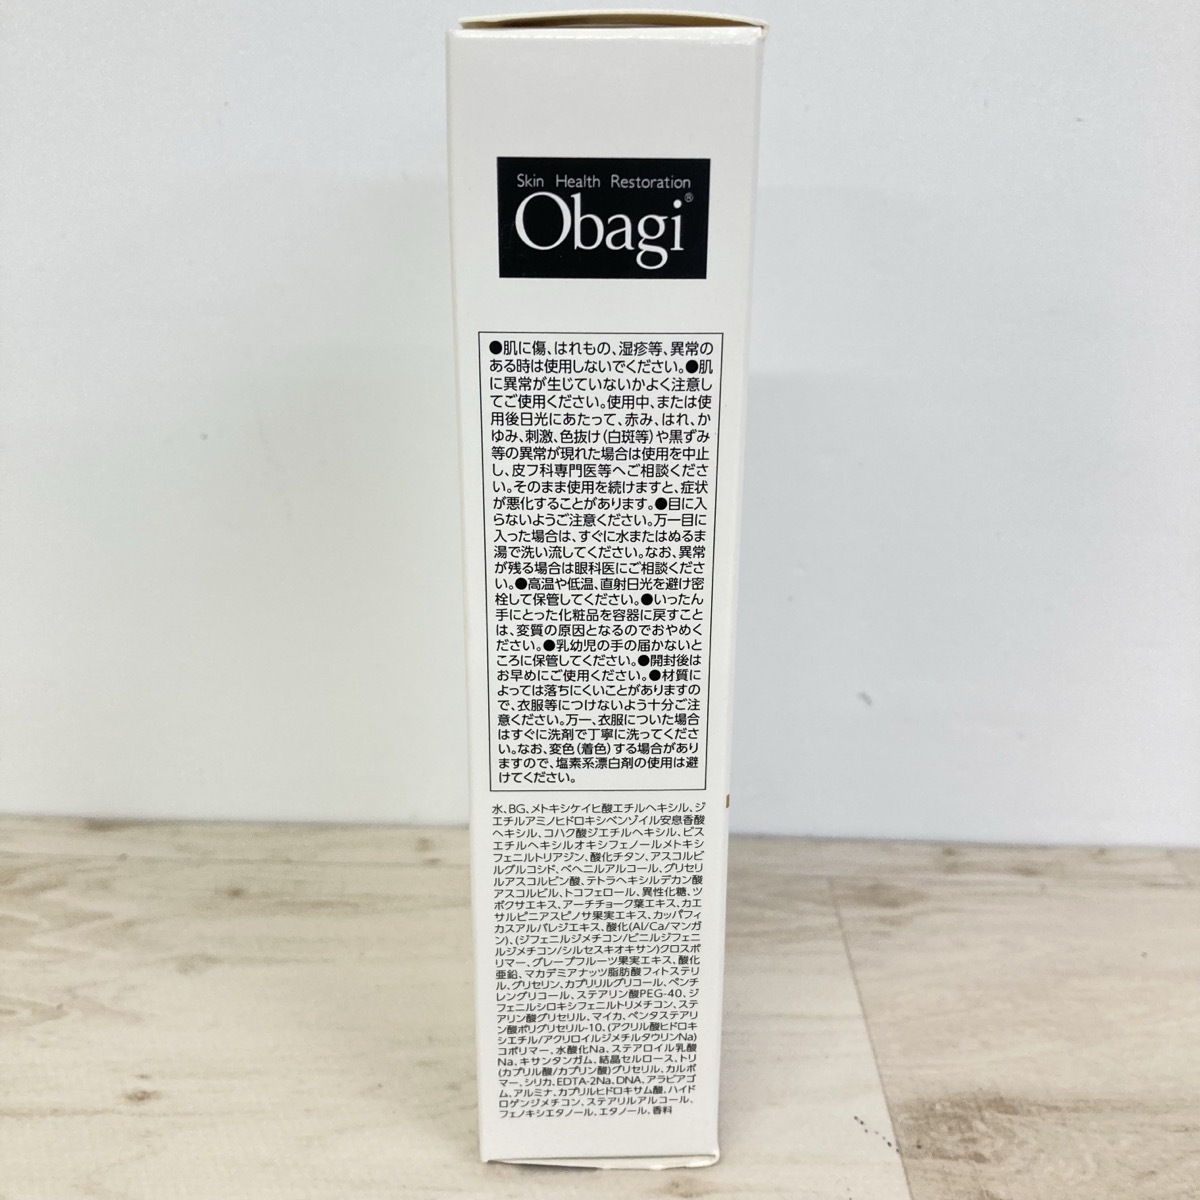 Skin Health Restoration
Obagi®
●肌に傷、はれもの、湿疹等、異常の
ある時は使用しないでください。●肌
に異常が生じていないかよく注意し
てご使用ください。使用中、または使
用後日光にあたって、赤み、はれ、か
ゆみ、刺激、色抜け(白斑等)や黒ずみ
等の異常が現れた場合は使用を中止
し、皮フ科専門医等へご相談くださ
い。そのまま使用を続けますと、症状
が悪化することがあります。●目に入
らないようご注意ください。万一目に
入った場合は、すぐに水またはぬるま
湯で洗い流してください。なお、異常
が残る場合は眼科医にご相談くださ
い。●高温や低温、直射日光を避け密
栓して保管してください。●いったん
手にとった化粧品を容器に戻すこと
は、変質の原因となるのでおやめく
ださい。●乳幼児の手の届かないと
ころに保管してください。●開封後は
お早めにご使用ください。●材質に
よっては落ちにくいことがありますの
で、衣服等につけないよう十分ご注
意ください。万一、衣服についた場合
はすぐに洗剤で丁寧に洗ってくださ
い。なお、変色(着色)する場合があり
ますので、塩素系漂白剤の使用は避
けてください。
水、BG、メトキシケイヒ酸エチルヘキシル、ジ
エチルアミノヒドロキシベンゾイル安息香酸
ヘキシル、コハク酸ジエチルヘキシル、ビス
エチルヘキシルオキシフェノールメトキシ
フェニルトリアジン、酸化チタン、アスコルビ
ルグルコシド、ベヘニルアルコール、グリセリ
ルアスコルビン酸、テトラヘキシルデカン酸
アスコルビル、トコフェロール、異性化糖、ツ
ボクサエキス、アーチチョーク葉エキス、カエ
サルピニアスピノサ果実エキス、カッパフィ
カスアルバレジエキス、酸化(Al/Ca/マンガ
ン)、(ジフェニルジメチコン/ビニルジフェニ
ルジメチコン/シルセスキオキサン)クロスポ
リマー、グレープフルーツ果実エキス、酸化
亜鉛、マカデミアナッツ脂肪酸フィトステリ
ル、グリセリン、カプリリルグリコール、ペンチ
レングリコール、ステアリン酸PEG-40、ジ
フェニルシロキシフェニルトリメチコン、ステ
アリン酸グリセリル、マイカ、ペンタステアリ
ン酸ポリグリセリル-10、(アクリル酸ヒドロキ
シエチル/アクリロイルジメチルタウリンNa)
コポリマー、水酸化Na、ステアロイル乳酸
Na、キサンタンガム、結晶セルロース、トリ
(カプリル酸/カプリン酸)グリセリル、カルボ
マー、シリカ、EDTA-2Na、DNA、アラビアゴ
ム、アルミナ、カプリルヒドロキサム酸、ハイド
ロゲンジメチコン、ステアリルアルコール、
フェノキシエタノール、エタノール、香料